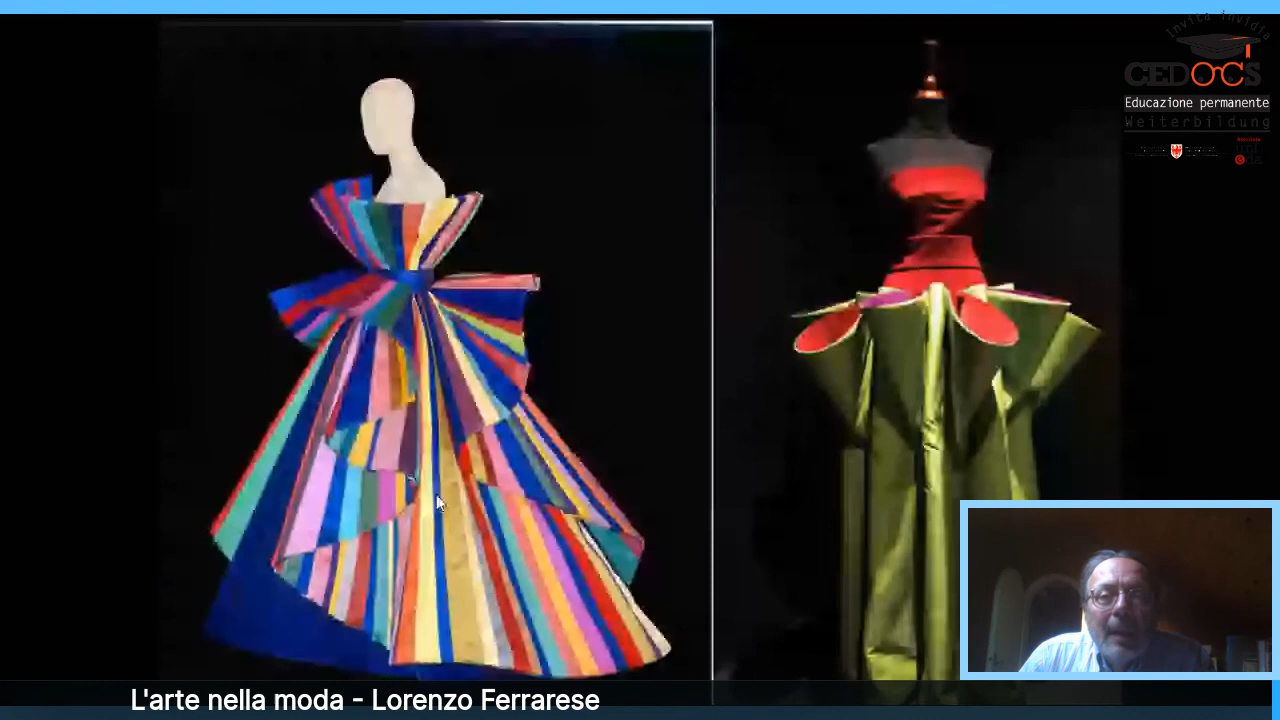 Invita invidia
CEDOCS
Educazione permanente
Weiterbildung
L'arte nella moda - Lorenzo Ferrarese